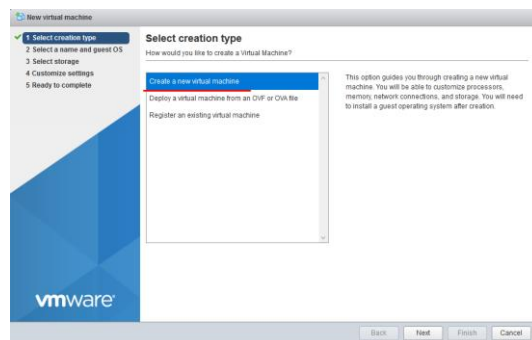 New virtual machine
1 Select creation type
2 Select a name and guest OS
3 Select storage
4 Customize settings
5 Ready to complete
Select creation type
How would you like to create a Virtual Machine?
Create a new virtual machine
Deploy a virtual machine from an OVF or OVA file
Register an existing virtual machine
This option guides you through creating a new virtual
machine. You will be able to customize processors,
memory, network connections, and storage. You will need
to install a guest operating system after creation.
vmware
Back Next Finish Cancel